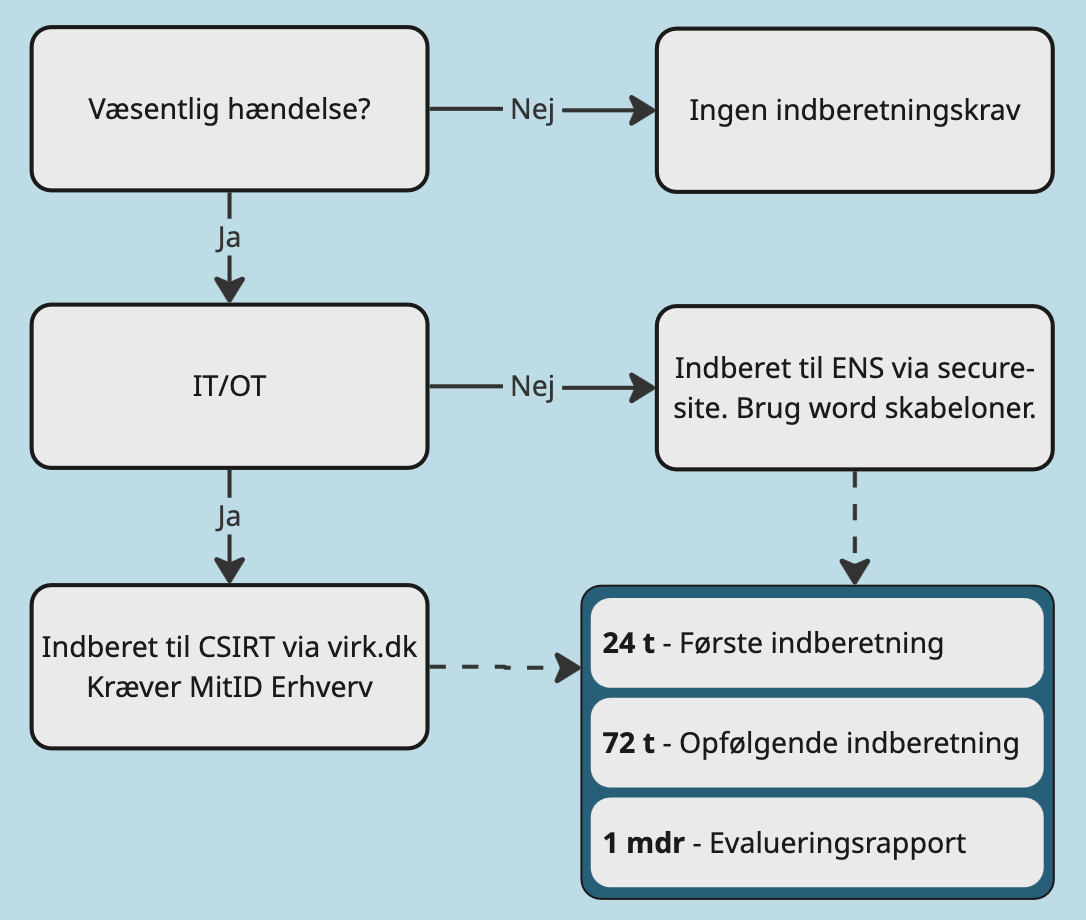 Væsentlig hændelse?
Nej
Ingen indberetningskrav
Ja
IT/OT
Nej
Indberet til ENS via secure-
site. Brug word skabeloner.
Ja
Indberet til CSIRT via virk.dk
Kræver MitID Erhverv
24 t - Første indberetning
72 t - Opfølgende indberetning
1 mdr - Evalueringsrapport